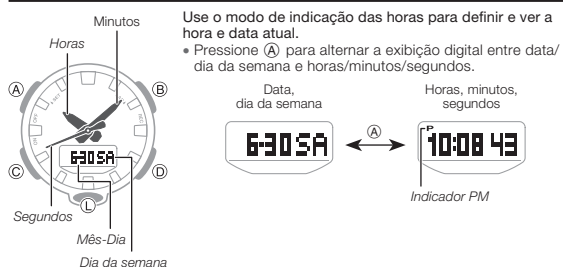 Minutos
Horas
A
B
C
D
L
6-30 SA
Segundos
Mês-Dia
Dia da semana
Use o modo de indicação das horas para definir e ver a
hora e data atual.
• Pressione A para alternar a exibição digital entre data/
dia da semana e horas/minutos/segundos.
Data,
dia da semana
6-30 SA
A
Horas, minutos,
segundos
P
10:08 43
Indicador PM